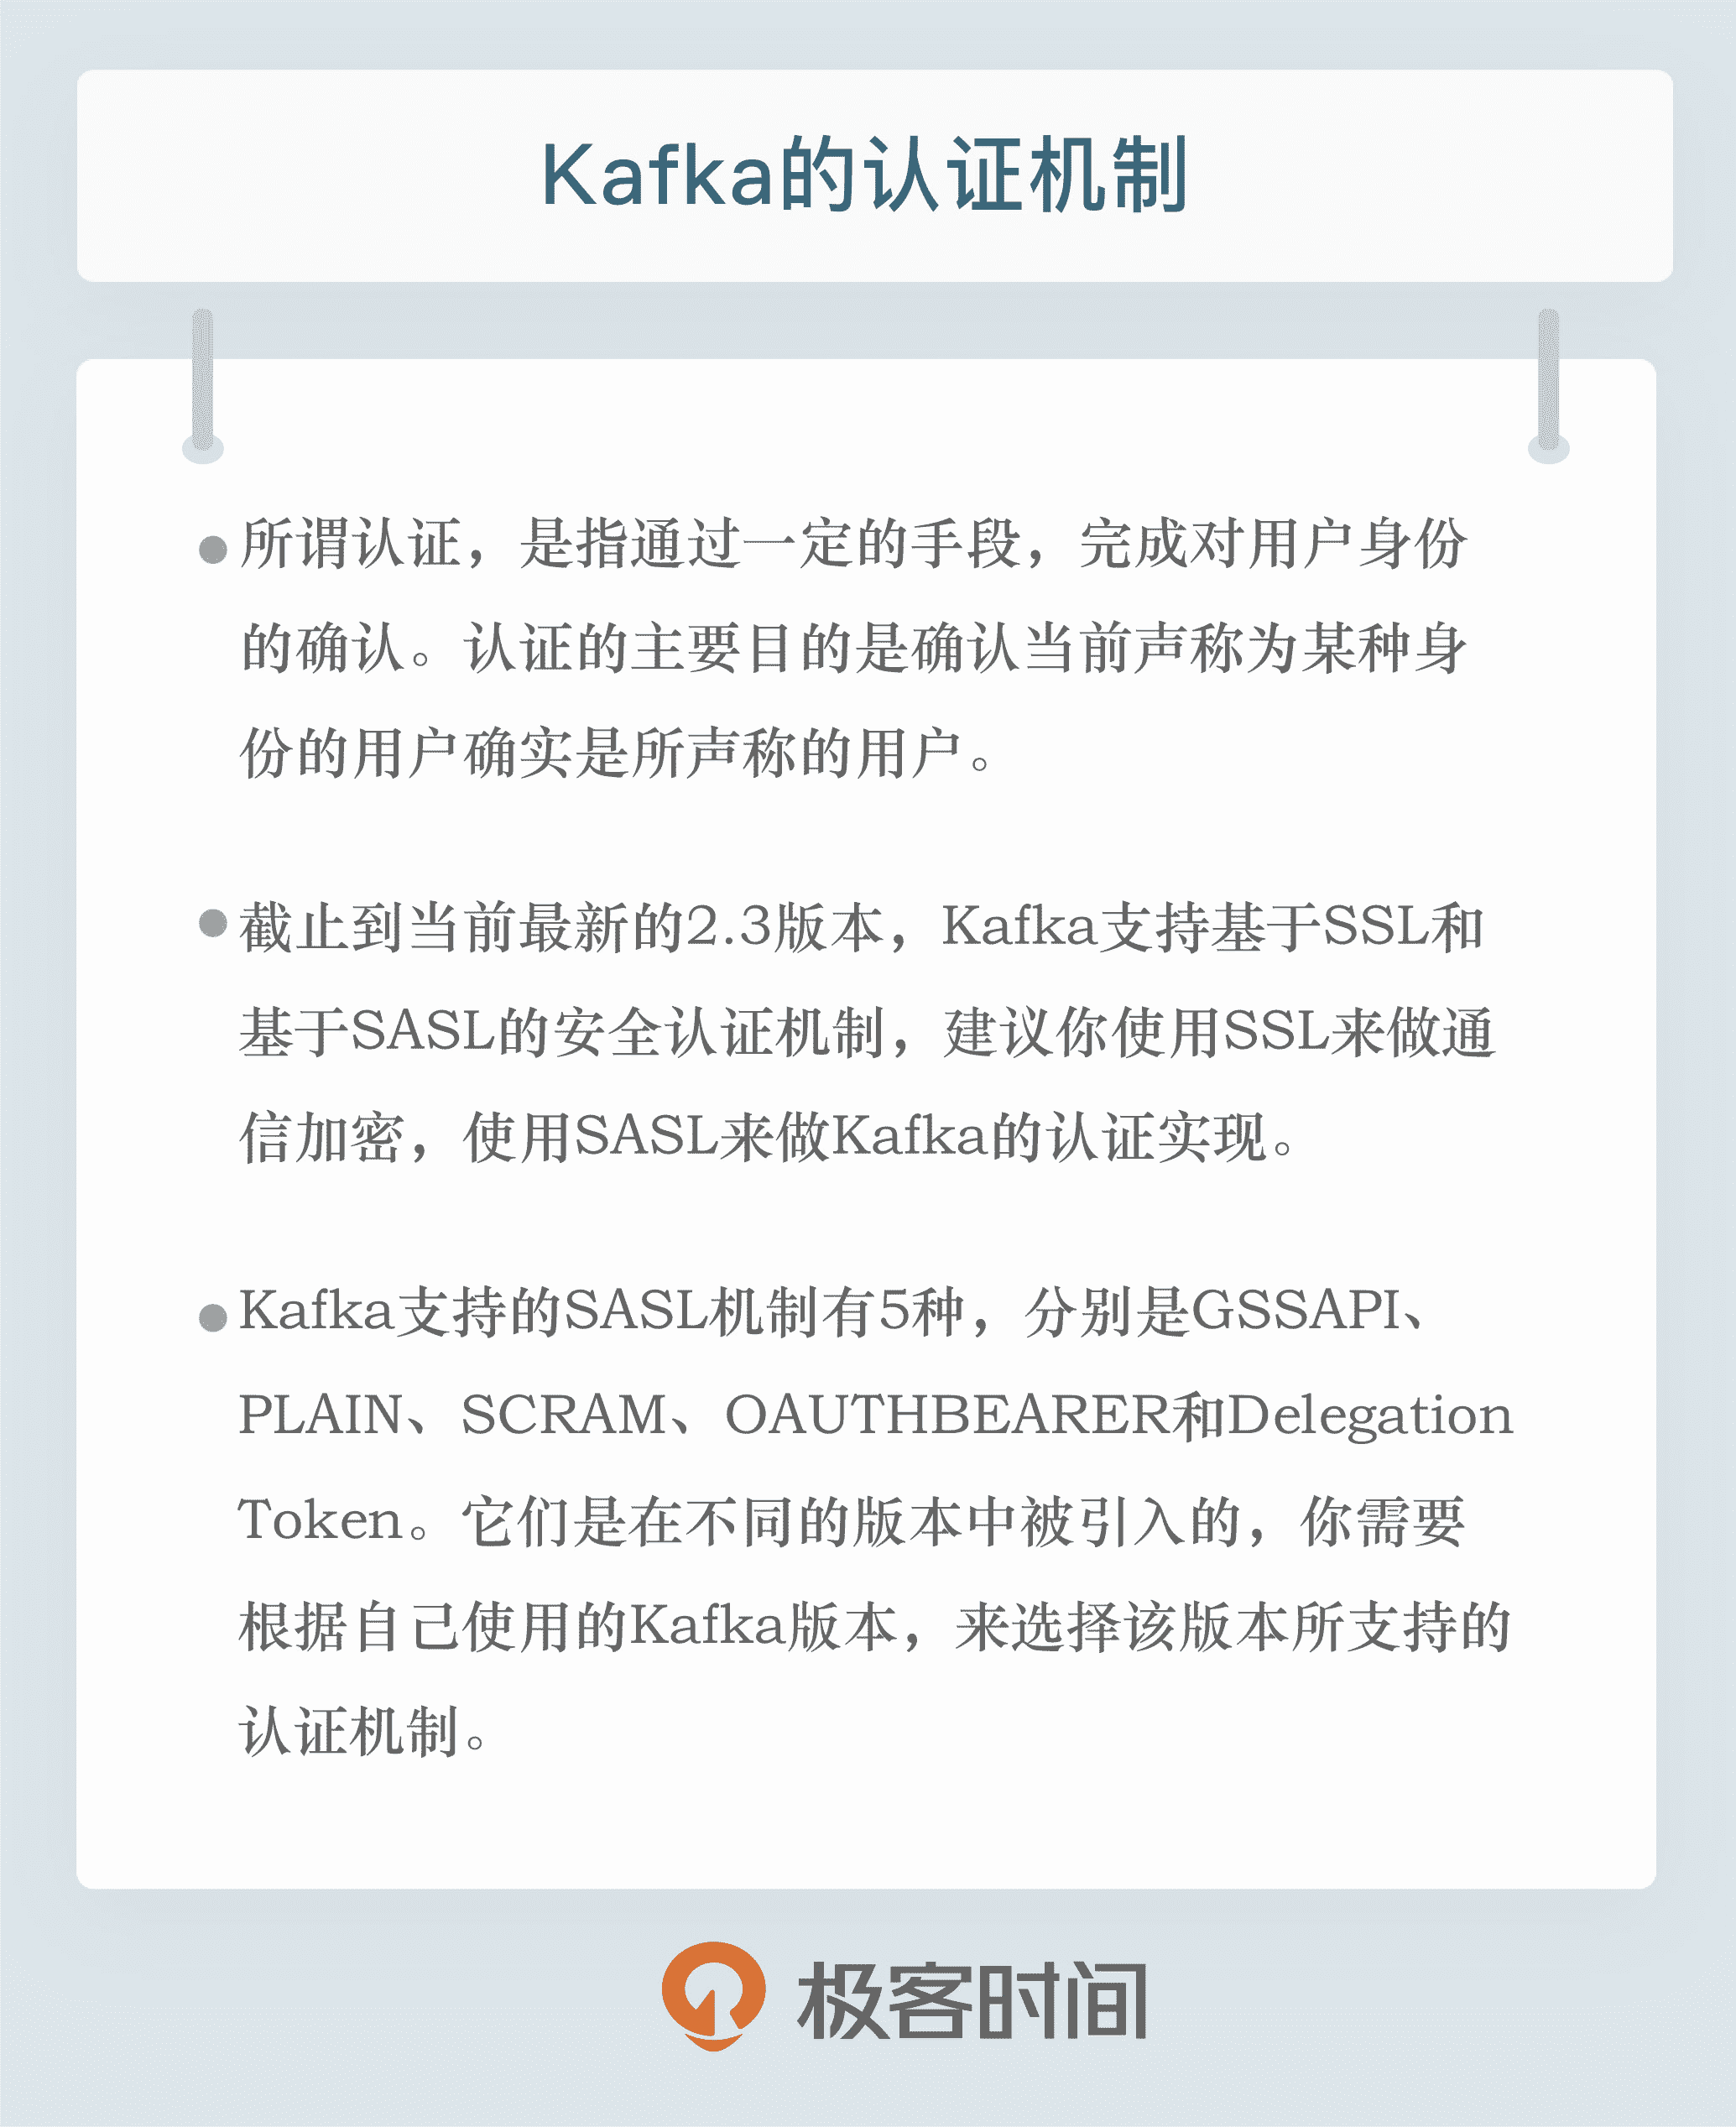 Kafka的认证机制
所谓认证，是指通过一定的手段，完成对用户身份
的确认。认证的主要目的是确认当前声称为某种身
份的用户确实是所声称的用户。
截止到当前最新的2.3版本，Kafka支持基于SSL和
基于SASL的安全认证机制，建议你使用SSL来做通
信加密，使用SASL来做Kafka的认证实现。
Kafka支持的SASL机制有5种，分别是GSSAPI、
PLAIN、SCRAM、OAUTHBEARER和Delegation
Token。它们是在不同的版本中被引入的，你需要
根据自己使用的Kafka版本，来选择该版本所支持的
认证机制。
极客时间